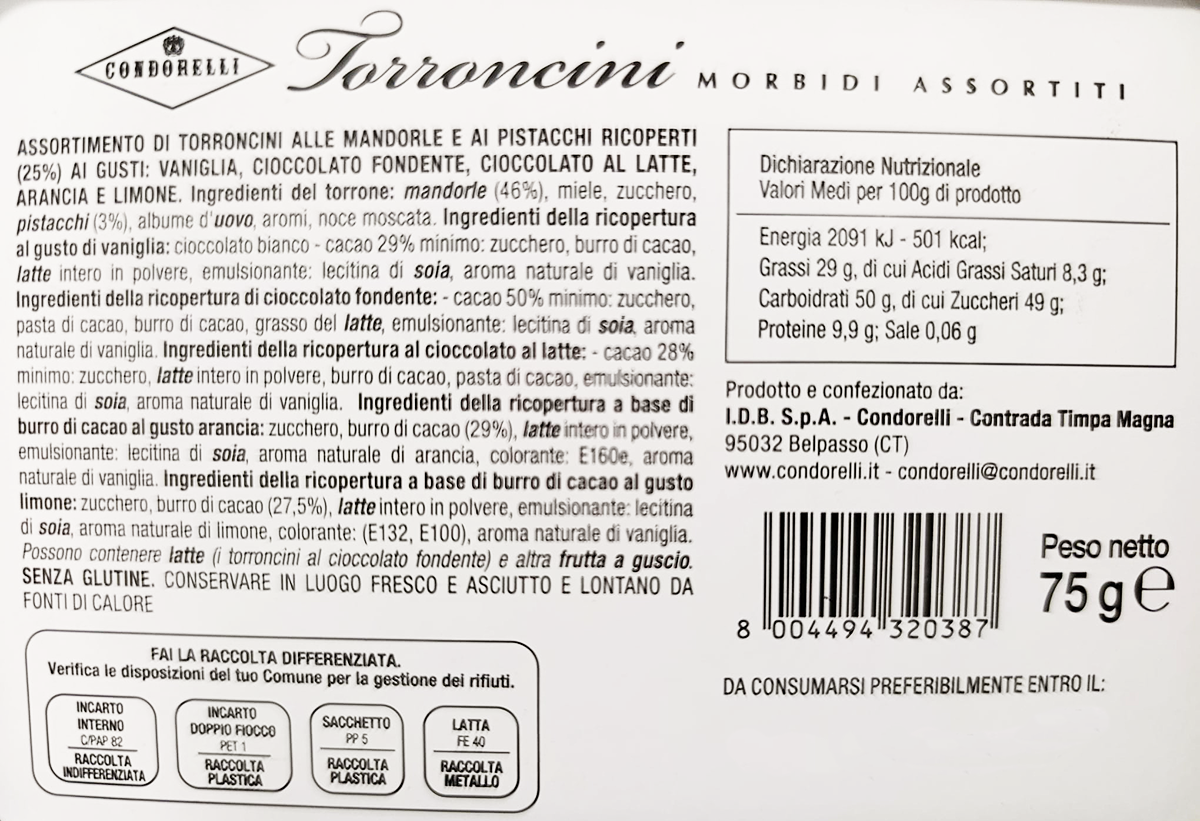 CONDORELLI
Torroncini MORBIDI ASSORTITI
ASSORTIMENTO DI TORRONCINI ALLE MANDORLE E AI PISTACCHI RICOPERTI
(25%) AI GUSTI: VANIGLIA, CIOCCOLATO FONDENTE, CIOCCOLATO AL LATTE,
ARANCIA E LIMONE. Ingredienti del torrone: mandorle (46%), miele, zucchero,
pistacchi (3%), albume d'uovo, aromi, noce moscata. Ingredienti della ricopertura
al gusto di vaniglia: cioccolato bianco - cacao 29% minimo: zucchero, burro di cacao,
latte intero in polvere, emulsionante: lecitina di soia, aroma naturale di vaniglia.
Ingredienti della ricopertura di cioccolato fondente: - cacao 50% minimo: zucchero,
pasta di cacao, burro di cacao, grasso del latte, emulsionante: lecitina di soia, aroma
naturale di vaniglia. Ingredienti della ricopertura al cioccolato al latte: - cacao 28%
minimo: zucchero, latte intero in polvere, burro di cacao, pasta di cacao, emulsionante:
lecitina di soia, aroma naturale di vaniglia. Ingredienti della ricopertura a base di
burro di cacao al gusto arancia: zucchero, burro di cacao (29%), latte intero in polvere,
emulsionante: lecitina di soia, aroma naturale di arancia, colorante: E160e, aroma
naturale di vaniglia. Ingredienti della ricopertura a base di burro di cacao al gusto
limone: zucchero, burro di cacao (27,5%), latte intero in polvere, emulsionante: lecitina
di soia, aroma naturale di limone, colorante: (E132, E100), aroma naturale di vaniglia.
Possono contenere latte (i torroncini al cioccolato fondente) e altra frutta a guscio.
SENZA GLUTINE. CONSERVARE IN LUOGO FRESCO E ASCIUTTO E LONTANO DA
FONTI DI CALORE
FAI LA RACCOLTA DIFFERENZIATA.
Verifica le disposizioni del tuo Comune per la gestione dei rifiuti.
INCARTO
INTERNO
C/PAP 82
RACCOLTA
INDIFFERENZIATA
INCARTO
DOPPIO FIOCCO
PET 1
RACCOLTA
PLASTICA
SACCHETTO
PP 5
RACCOLTA
PLASTICA
LATTA
FE 40
RACCOLTA
METALLO
Dichiarazione Nutrizionale
Valori Medi per 100g di prodotto
Energia 2091 kJ - 501 kcal;
Grassi 29 g, di cui Acidi Grassi Saturi 8,3 g;
Carboidrati 50 g, di cui Zuccheri 49 g;
Proteine 9,9 g; Sale 0,06 g
Prodotto e confezionato da:
I.D.B. S.p.A. - Condorelli - Contrada Timpa Magna
95032 Belpasso (CT)
www.condorelli.it - condorelli@condorelli.it
8 004494 320387
Peso netto
75 g e
DA CONSUMARSI PREFERIBILMENTE ENTRO IL: